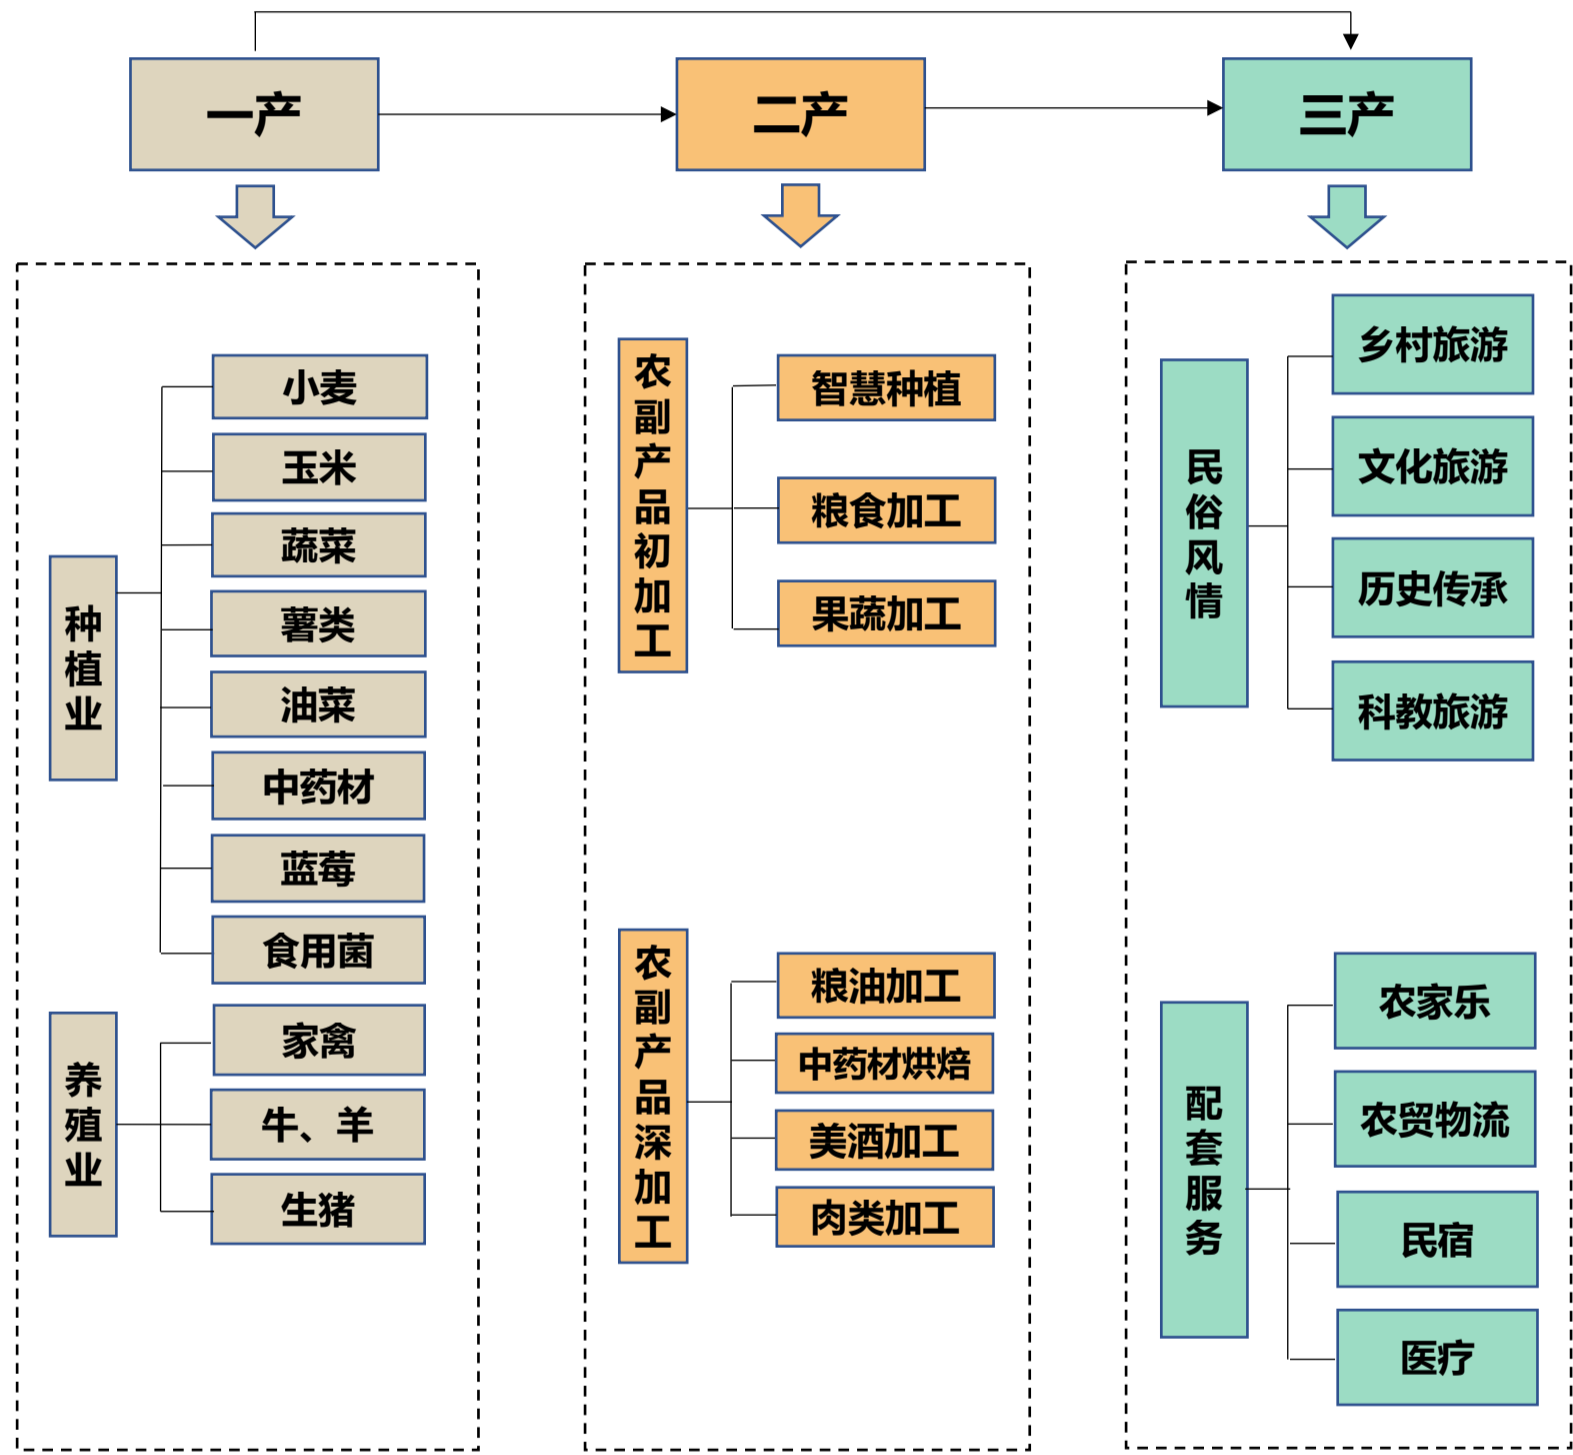 一产
二产
三产
种植业
小麦
玉米
蔬菜
薯类
油菜
中药材
蓝莓
食用菌
养殖业
家禽
牛、羊
生猪
农副产品初加工
智慧种植
粮食加工
果蔬加工
农副产品深加工
粮油加工
中药材烘焙
美酒加工
肉类加工
民俗风情
乡村旅游
文化旅游
历史传承
科教旅游
配套服务
农家乐
农贸物流
民宿
医疗